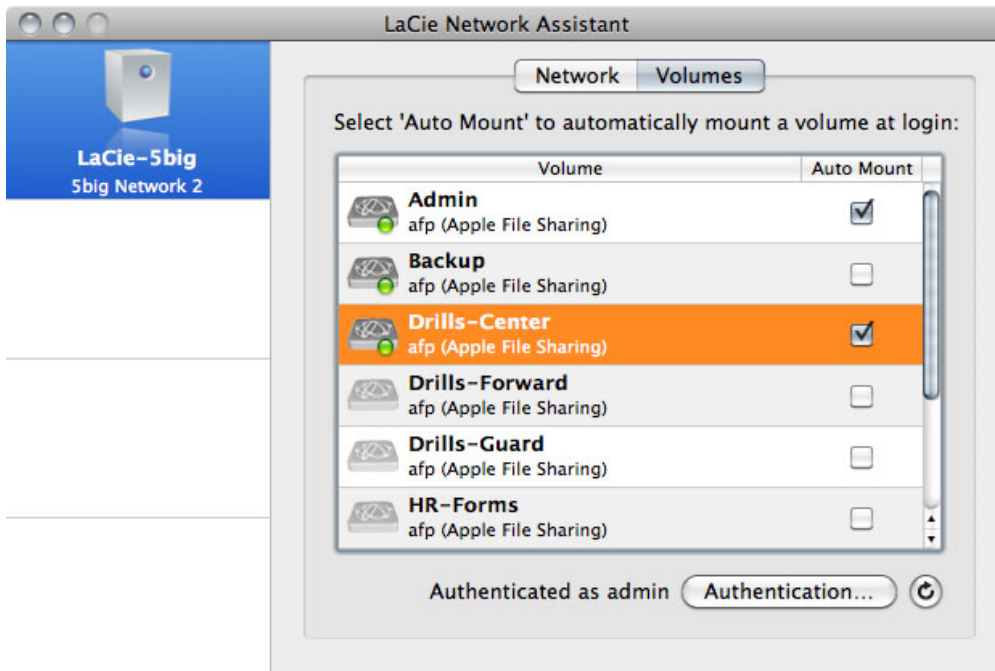 LaCie Network Assistant
LaCie-5big
5big Network 2
Network Volumes
Select 'Auto Mount' to automatically mount a volume at login:
Volume Auto Mount
Admin
afp (Apple File Sharing)
Backup
afp (Apple File Sharing)
Drills-Center
afp (Apple File Sharing)
Drills-Forward
afp (Apple File Sharing)
Drills-Guard
afp (Apple File Sharing)
HR-Forms
afp (Apple File Sharing)
Authenticated as admin Authentication...